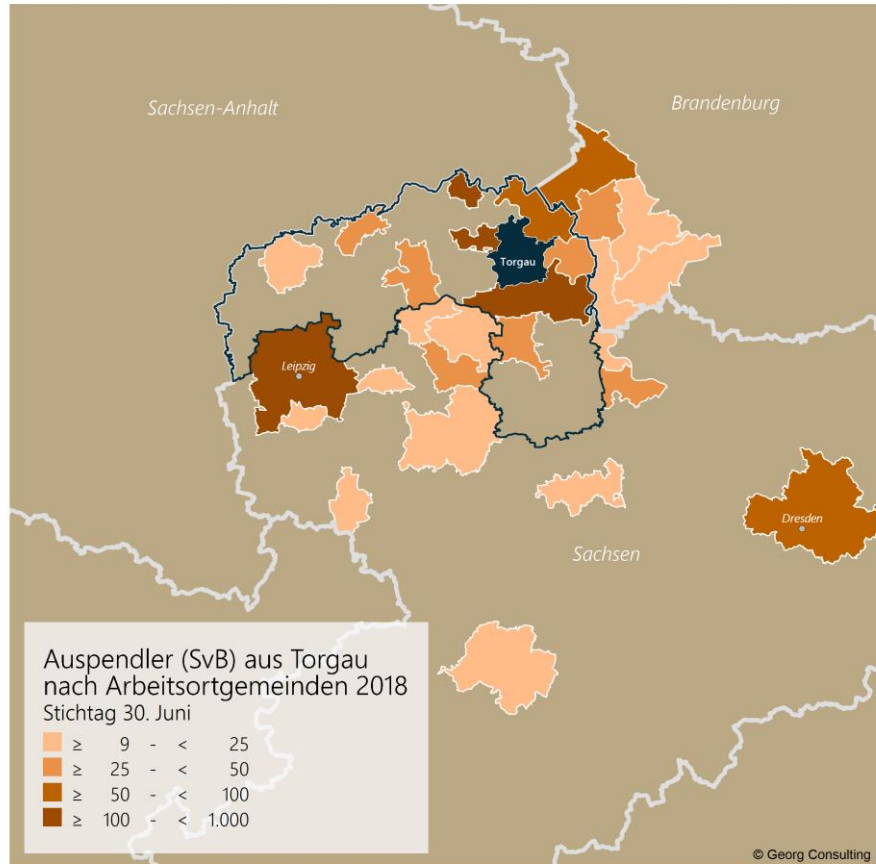 Sachsen-Anhalt
Brandenburg
Torgau
Leipzig
Dresden
Sachsen
Auspendler (SvB) aus Torgau
nach Arbeitsortgemeinden 2018
Stichtag 30. Juni
≥ 9 - < 25
≥ 25 - < 50
≥ 50 - < 100
≥ 100 - < 1.000
© Georg Consulting